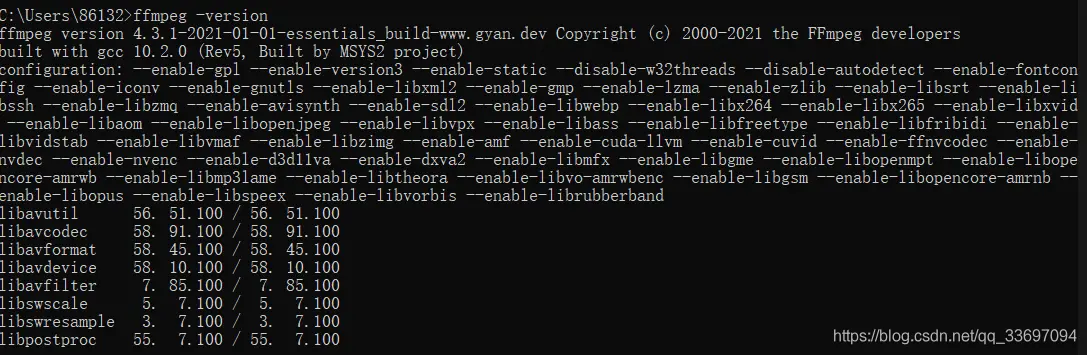 C:\Users\86132>ffmpeg -version
ffmpeg version 4.3.1-2021-01-01-essentials_build-www.gyan.dev Copyright (c) 2000-2021 the FFmpeg developers
built with gcc 10.2.0 (Rev5, Built by MSYS2 project)
configuration: --enable-gpl --enable-version3 --enable-static --disable-w32threads --disable-autodetect --enable-fontcon
fig --enable-iconv --enable-gnutls --enable-libxml2 --enable-gmp --enable-lzma --enable-zlib --enable-libsrt --enable-li
bssh --enable-libzmq --enable-avisynth --enable-sdl2 --enable-libwebp --enable-libx264 --enable-libx265 --enable-libxvid
 --enable-libaom --enable-libopenjpeg --enable-libvpx --enable-libass --enable-libfreetype --enable-libfribidi --enable-
libvidstab --enable-libvmaf --enable-libzimg --enable-amf --enable-cuda-llvm --enable-cuvid --enable-ffnvcodec --enable-
nvdec --enable-nvenc --enable-d3d11va --enable-dxva2 --enable-libmfx --enable-libgme --enable-libopenmpt --enable-libope
ncore-amrwb --enable-libmp3lame --enable-libtheora --enable-libvo-amrwbenc --enable-libgsm --enable-libopencore-amrnb --
enable-libopus --enable-libspeex --enable-libvorbis --enable-librubberband
libavutil      56. 51.100 / 56. 51.100
libavcodec     58. 91.100 / 58. 91.100
libavformat    58. 45.100 / 58. 45.100
libavdevice    58. 10.100 / 58. 10.100
libavfilter     7. 85.100 /  7. 85.100
libswscale      5.  7.100 /  5.  7.100
libswresample   3.  7.100 /  3.  7.100
libpostproc    55.  7.100 / 55.  7.100
https://blog.csdn.net/qq_33697094